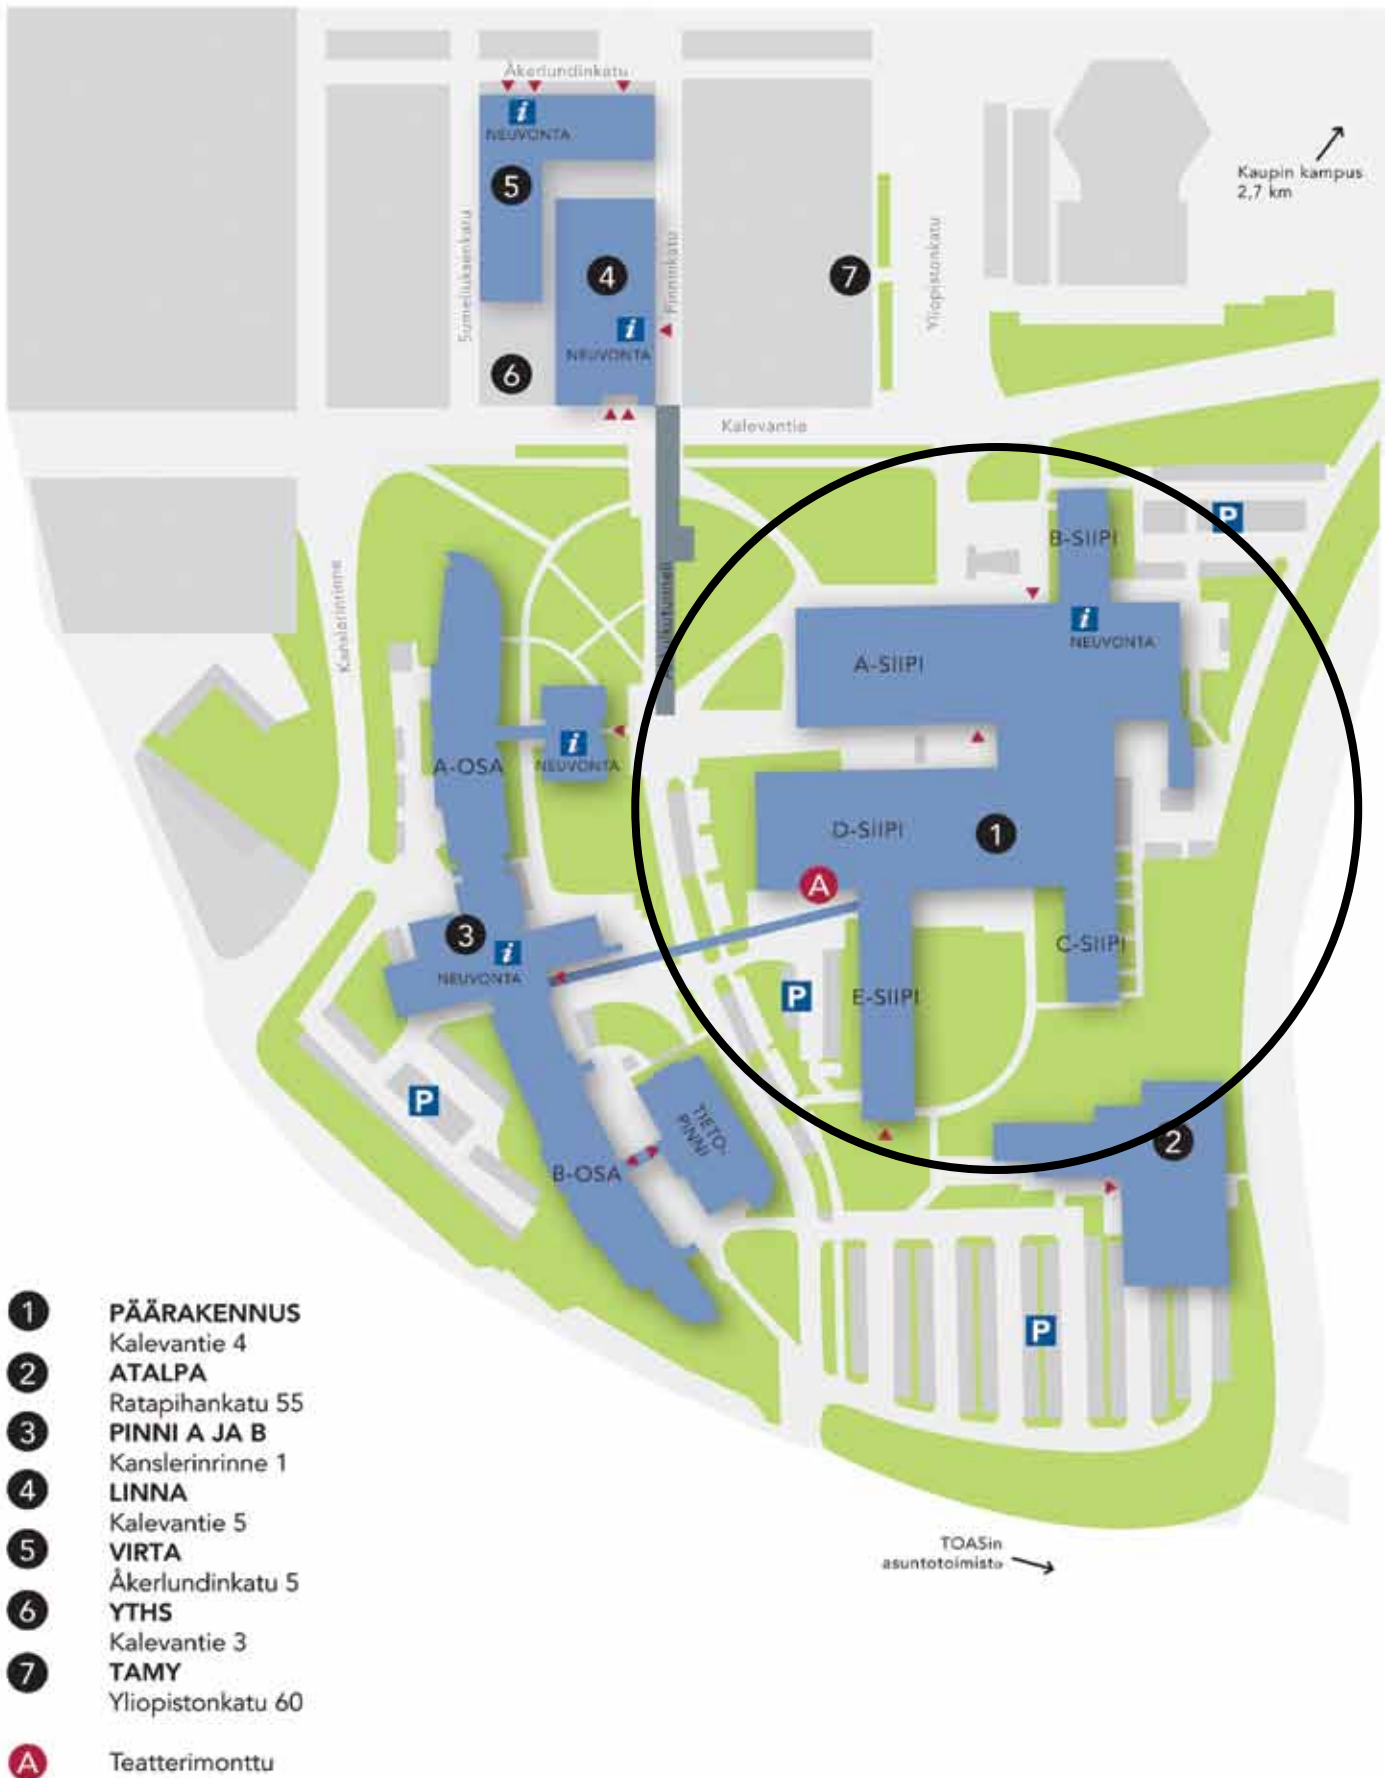 Åkerlundinkatu
i
NEUVONTA
5
Kaupin kampus
2,7 km
4
7
Pinninkatu
Yliopistonkatu
i
NEUVONTA
6
Kalevantie
P
B-SIIPI
Kanslerinrinne
i
NEUVONTA
A-SIIPI
A-OSA
i
NEUVONTA
D-SIIPI
1
A
3
i
NEUVONTA
C-SIIPI
P
E-SIIPI
P
TIETO-
PINNI
2
B-OSA
P
1 PÄÄRAKENNUS
Kalevantie 4
2 ATALPA
Ratapihankatu 55
3 PINNI A JA B
Kanslerinrinne 1
4 LINNA
Kalevantie 5
5 VIRTA
Åkerlundinkatu 5
6 YTHS
Kalevantie 3
7 TAMY
Yliopistonkatu 60
A Teatterimonttu
TOASin
asuntotoimisto